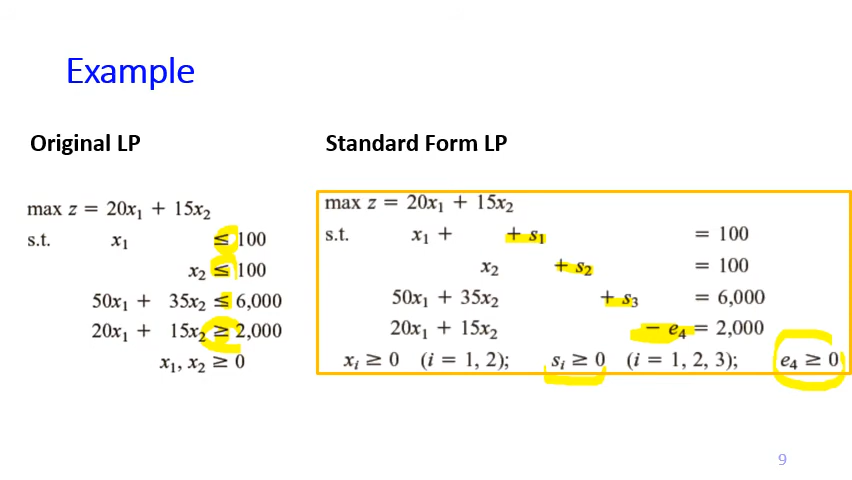 Example
Original LP
max z = 20x₁ + 15x₂
s.t. x₁ ≤ 100
x₂ ≤ 100
50x₁ + 35x₂ ≤ 6,000
20x₁ + 15x₂ ≥ 2,000
x₁, x₂ ≥ 0
Standard Form LP
max z = 20x₁ + 15x₂
s.t. x₁ + + s₁ = 100
x₂ + s₂ = 100
50x₁ + 35x₂ + s₃ = 6,000
20x₁ + 15x₂ − e₄ = 2,000
xᵢ ≥ 0 (i = 1, 2); sᵢ ≥ 0 (i = 1, 2, 3); e₄ ≥ 0
9